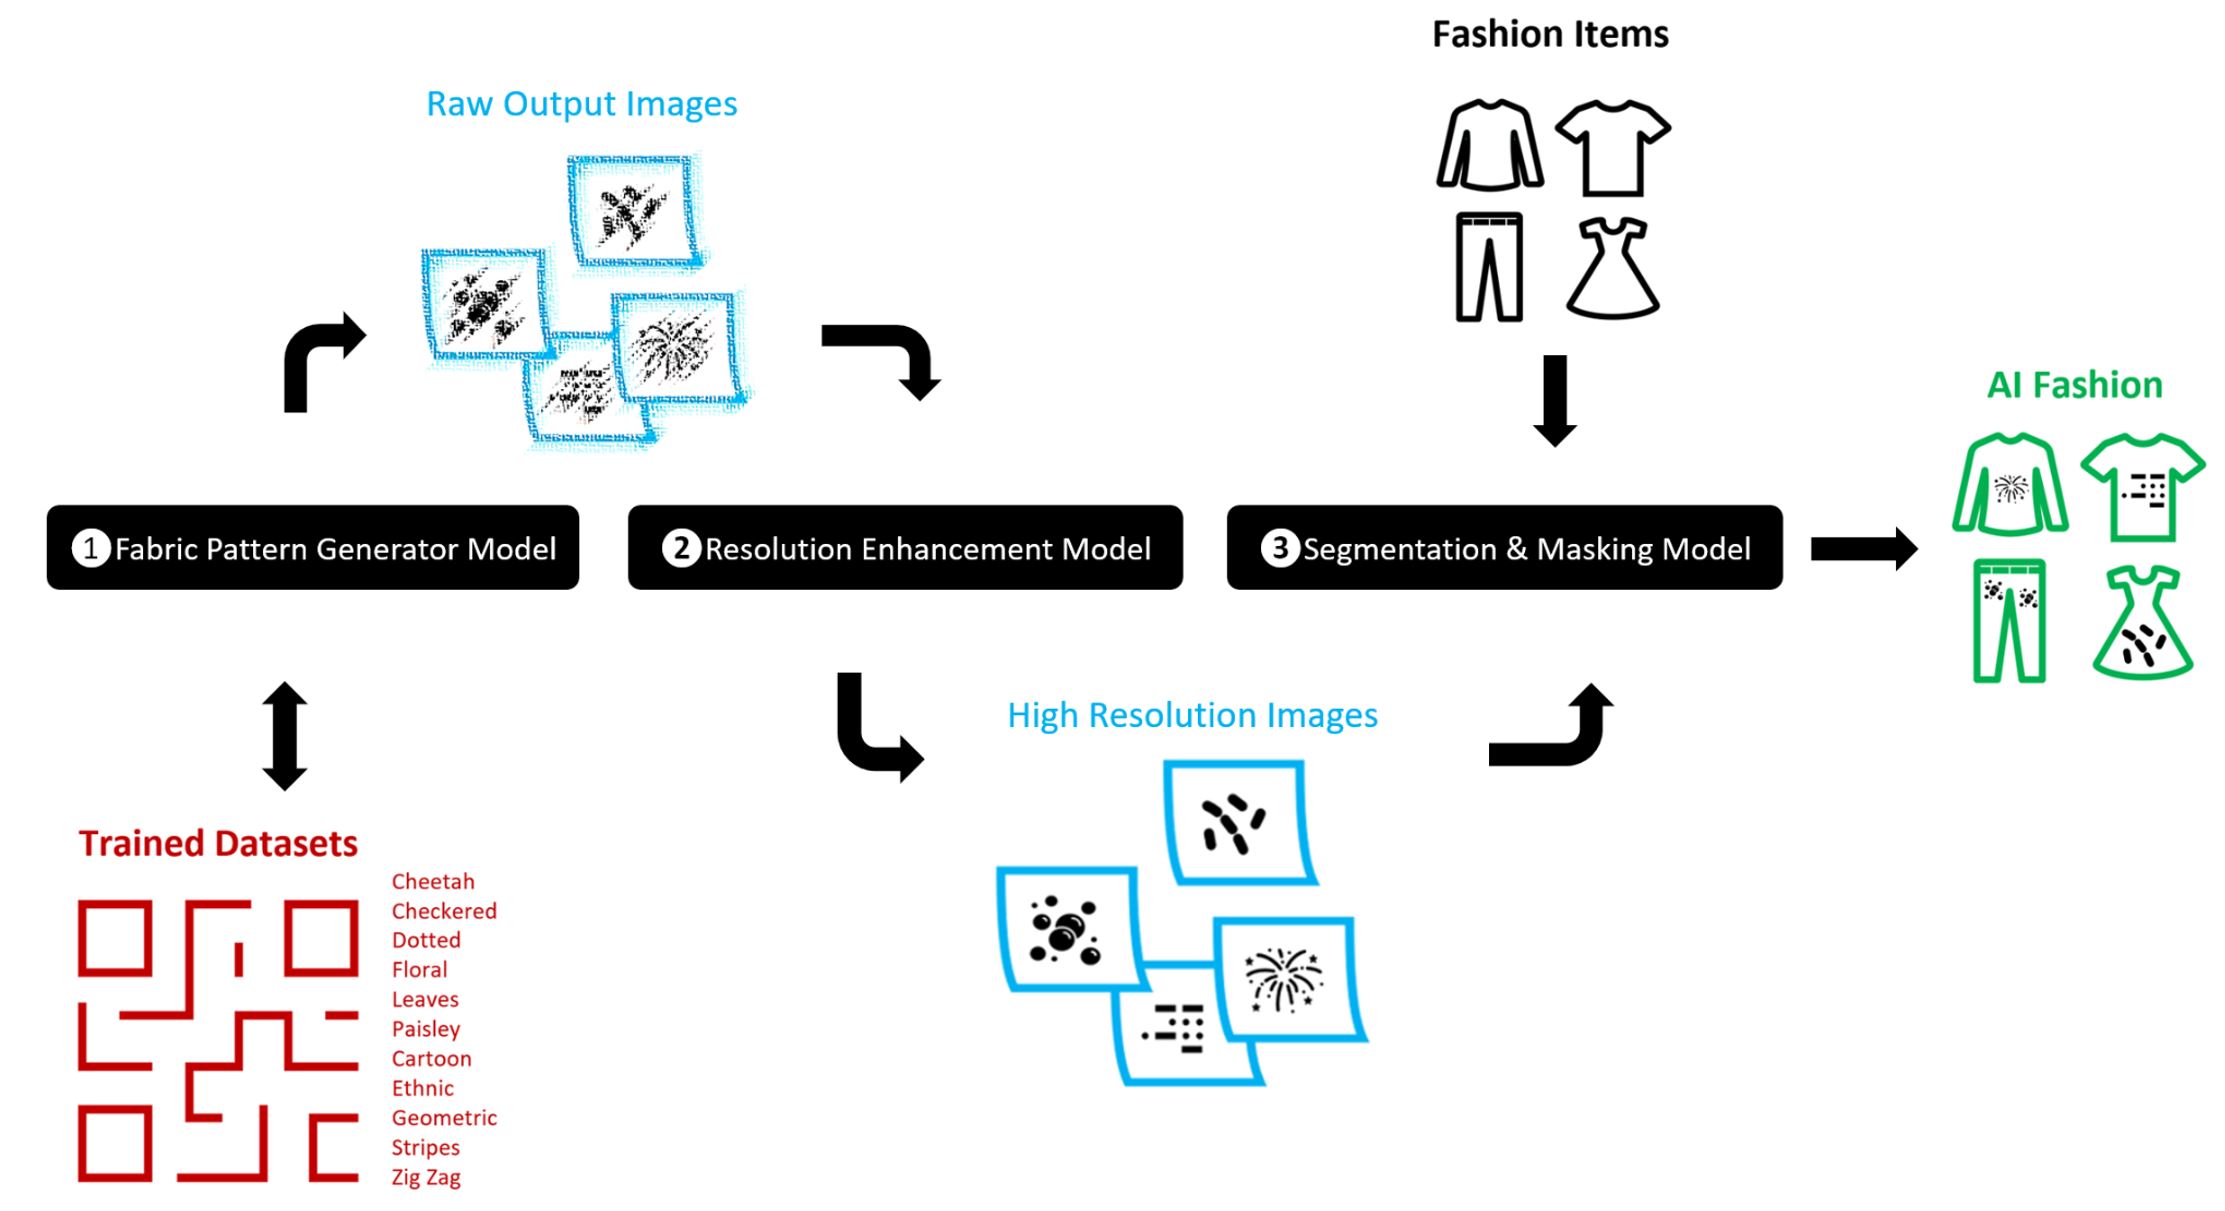 Fashion Items
Raw Output Images
AI Fashion
1 Fabric Pattern Generator Model
2 Resolution Enhancement Model
3 Segmentation & Masking Model
High Resolution Images
Trained Datasets
Cheetah
Checkered
Dotted
Floral
Leaves
Paisley
Cartoon
Ethnic
Geometric
Stripes
Zig Zag